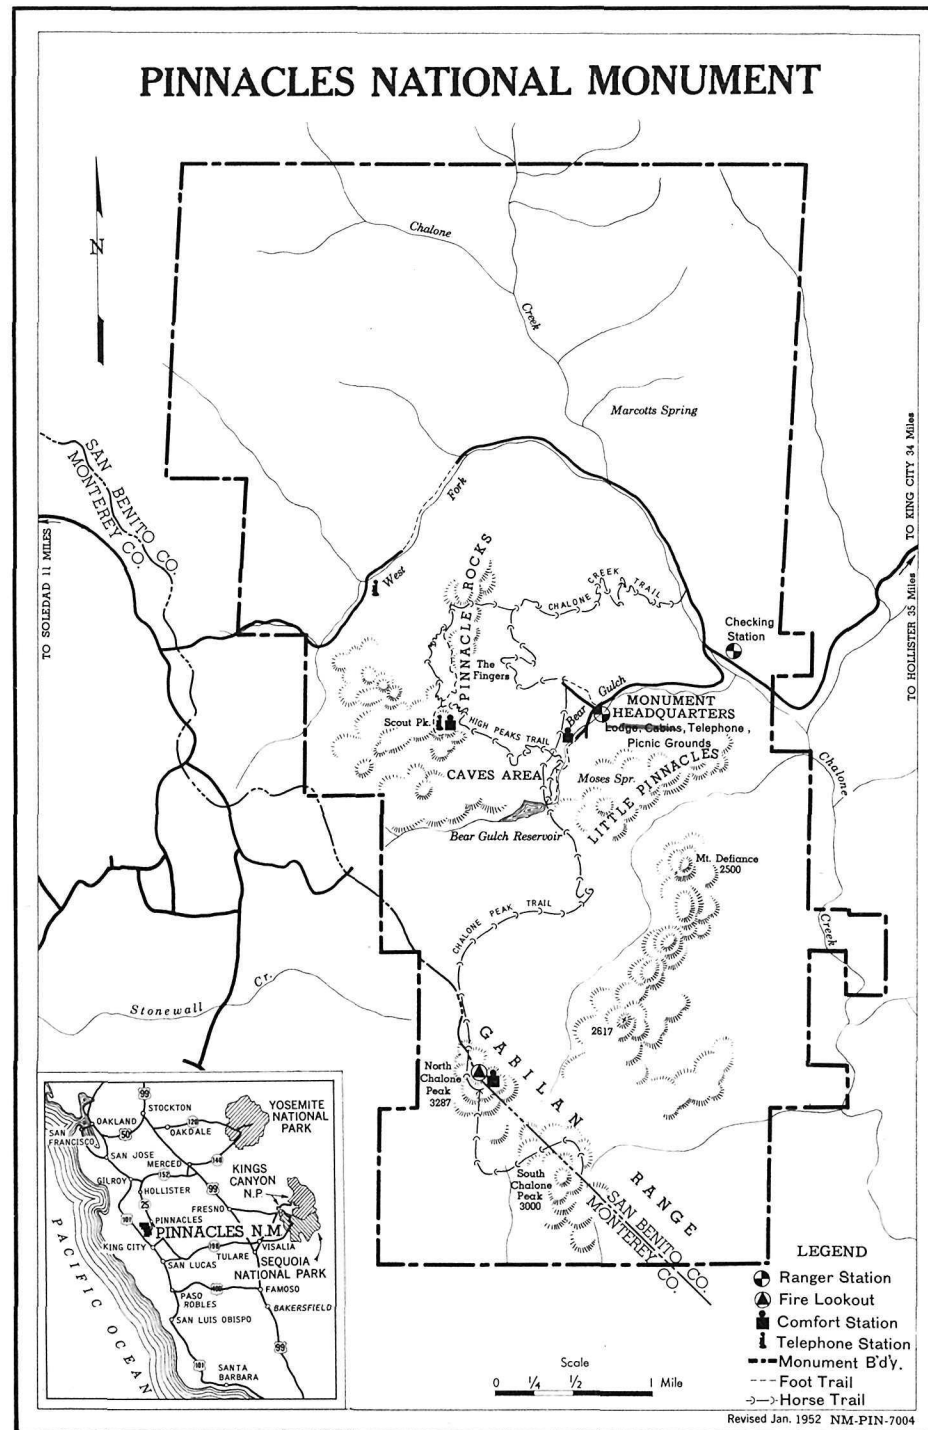 PINNACLES NATIONAL MONUMENT
N
Chalone
Creek
Marcotts Spring
SAN BENITO CO.
MONTEREY CO.
TO SOLEDAD 11 MILES
TO KING CITY 34 Miles
TO HOLLISTER 35 Miles
West
Fork
PINNACLE ROCKS
CHALONE CREEK TRAIL
Checking
Station
The
Fingers
Bear Gulch
MONUMENT
HEADQUARTERS
Lodge, Cabins, Telephone,
Picnic Grounds
Scout Pk.
HIGH PEAKS TRAIL
CAVES AREA
Moses Spr.
LITTLE PINNACLES
Bear Gulch Reservoir
Chalone
Creek
Mt. Defiance
2500
CHALONE PEAK TRAIL
Stonewall Cr.
2617
GABILAN RANGE
North
Chalone
Peak
3287
South
Chalone
Peak
3000
SAN BENITO CO.
MONTEREY CO.
99
STOCKTON
OAKLAND
120
YOSEMITE
NATIONAL
PARK
SAN
FRANCISCO
50
OAKDALE
SAN JOSE
MERCED
140
GILROY
152
KINGS
CANYON
N.P.
HOLLISTER
99
25
FRESNO
101
PINNACLES
PINNACLES N.M.
KING CITY
198
TULARE
VISALIA
SAN LUCAS
SEQUOIA
NATIONAL PARK
PASO
ROBLES
FAMOSO
BAKERSFIELD
SAN LUIS OBISPO
99
101
SANTA
BARBARA
PACIFIC OCEAN
LEGEND
Ranger Station
Fire Lookout
Comfort Station
Telephone Station
Monument B'd'y.
Foot Trail
Horse Trail
Scale
0 1/4 1/2 1 Mile
Revised Jan. 1952 NM-PIN-7004